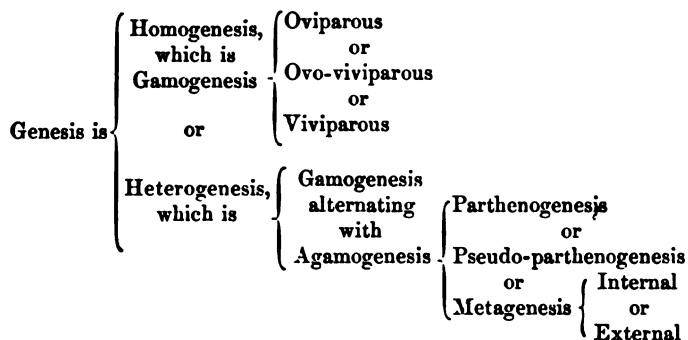 Homogenesis,
which is
Gamogenesis
Oviparous
or
Ovo-viviparous
or
Viviparous
Genesis is
or
Heterogenesis,
which is
Gamogenesis
alternating
with
Agamogenesis
Parthenogenesis
or
Pseudo-parthenogenesis
or
Metagenesis
Internal
or
External